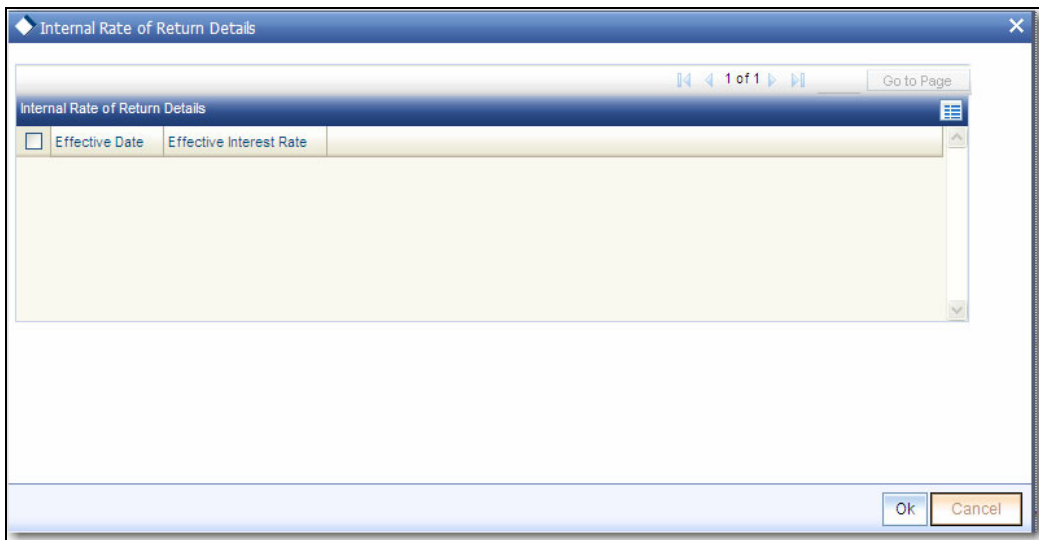 Internal Rate of Return Details
1 of 1 Go to Page
Internal Rate of Return Details
Effective Date Effective Interest Rate
Ok Cancel